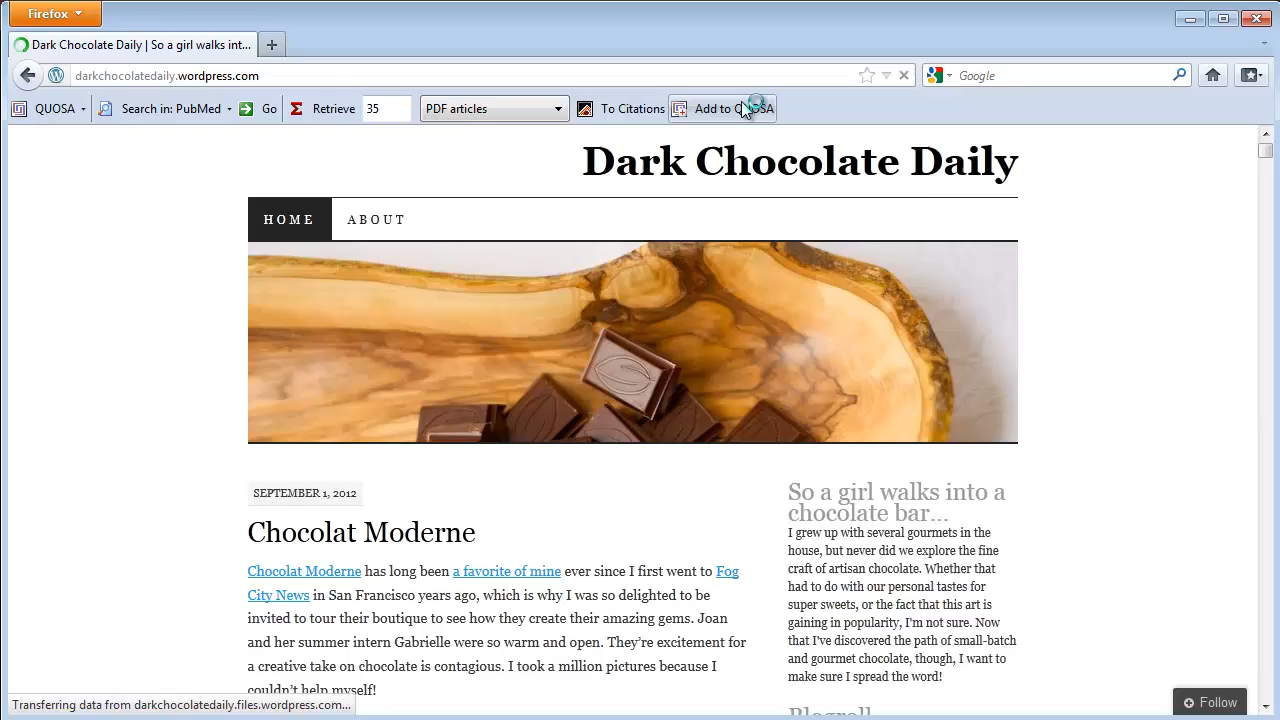 Firefox
Dark Chocolate Daily | So a girl walks int...
darkchocolatedaily.wordpress.com
Google
QUOSA
Search in: PubMed
Go
Retrieve
35
PDF articles
To Citations
Add to QUOSA
Dark Chocolate Daily
HOME
ABOUT
SEPTEMBER 1, 2012
Chocolat Moderne
Chocolat Moderne has long been a favorite of mine ever since I first went to Fog
City News in San Francisco years ago, which is why I was so delighted to be
invited to tour their boutique to see how they create their amazing gems. Joan
and her summer intern Gabrielle were so warm and open. They’re excitement for
a creative take on chocolate is contagious. I took a million pictures because I
couldn’t help myself!
So a girl walks into a
chocolate bar...
I grew up with several gourmets in the
house, but never did we explore the fine
craft of artisan chocolate. Whether that
had to do with our personal tastes for
super sweets, or the fact that this art is
gaining in popularity, I'm not sure. Now
that I've discovered the path of small-batch
and gourmet chocolate, though, I want to
make sure I spread the word!
Blogroll
Follow
Transferring data from darkchocolatedaily.files.wordpress.com...